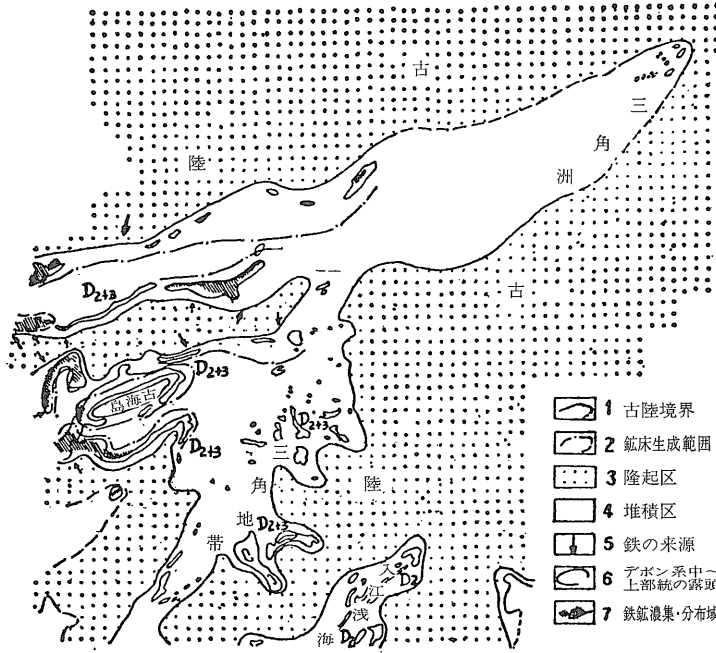 古
陸
三
角
洲
古
D2+3
D2+3
古海島
D2+3
D2+3
三
角
地
帯
陸
D2+3
入
江
浅
海
D2
D2
1 古陸境界
2 鉱床生成範囲
3 隆起区
4 堆積区
5 鉄の来源
6 デボン系中〜
上部統の露頭
7 鉄鉱濃集・分布域